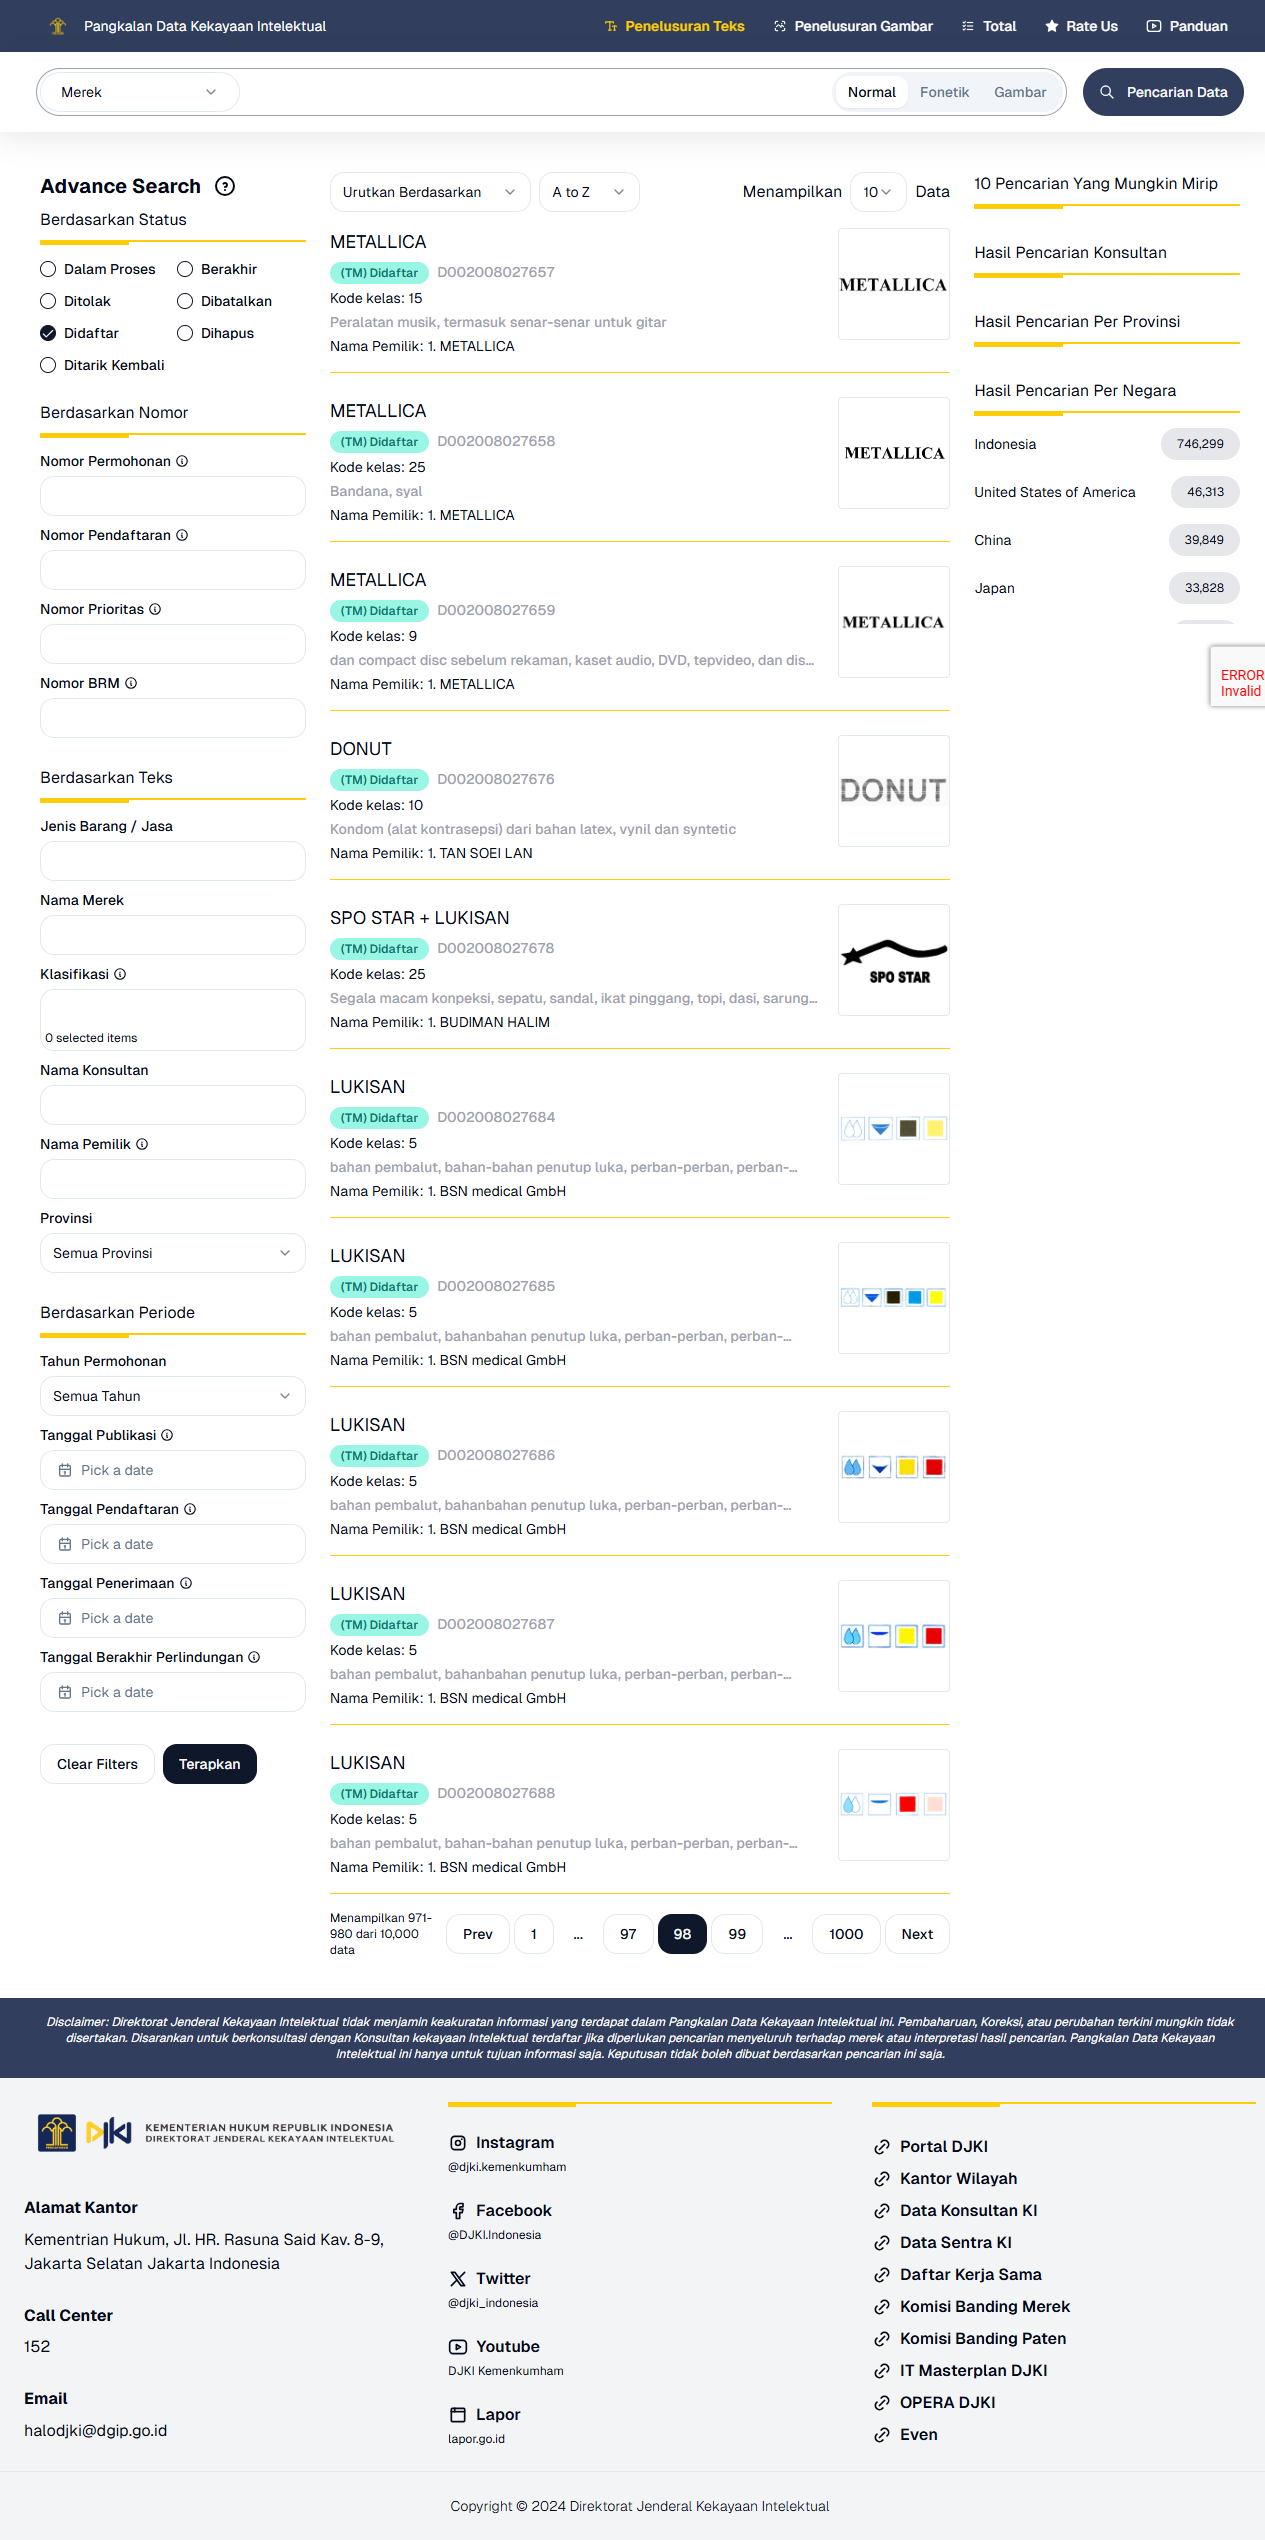 Pangkalan Data Kekayaan Intelektual
Penelusuran Teks
Penelusuran Gambar
Total
Rate Us
Panduan
Merek
Normal
Fonetik
Gambar
Pencarian Data
Advance Search
Berdasarkan Status
Dalam Proses
Berakhir
Ditolak
Dibatalkan
Didaftar
Dihapus
Ditarik Kembali
Berdasarkan Nomor
Nomor Permohonan
Nomor Pendaftaran
Nomor Prioritas
Nomor BRM
Berdasarkan Teks
Jenis Barang / Jasa
Nama Merek
Klasifikasi
0 selected items
Nama Konsultan
Nama Pemilik
Provinsi
Semua Provinsi
Berdasarkan Periode
Tahun Permohonan
Semua Tahun
Tanggal Publikasi
Pick a date
Tanggal Pendaftaran
Pick a date
Tanggal Penerimaan
Pick a date
Tanggal Berakhir Perlindungan
Pick a date
Clear Filters
Terapkan
Urutkan Berdasarkan
A to Z
Menampilkan
10
Data
METALLICA
(TM) Didaftar D002008027657
Kode kelas: 15
Peralatan musik, termasuk senar-senar untuk gitar
Nama Pemilik: 1. METALLICA
METALLICA
METALLICA
(TM) Didaftar D002008027658
Kode kelas: 25
Bandana, syal
Nama Pemilik: 1. METALLICA
METALLICA
METALLICA
(TM) Didaftar D002008027659
Kode kelas: 9
dan compact disc sebelum rekaman, kaset audio, DVD, tepvideo, dan dis...
Nama Pemilik: 1. METALLICA
METALLICA
DONUT
(TM) Didaftar D002008027676
Kode kelas: 10
Kondom (alat kontrasepsi) dari bahan latex, vynil dan syntetic
Nama Pemilik: 1. TAN SOEI LAN
DONUT
SPO STAR + LUKISAN
(TM) Didaftar D002008027678
Kode kelas: 25
Segala macam konpeksi, sepatu, sandal, ikat pinggang, topi, dasi, sarung...
Nama Pemilik: 1. BUDIMAN HALIM
SPO STAR
LUKISAN
(TM) Didaftar D002008027684
Kode kelas: 5
bahan pembalut, bahan-bahan penutup luka, perban-perban, perban-...
Nama Pemilik: 1. BSN medical GmbH
LUKISAN
(TM) Didaftar D002008027685
Kode kelas: 5
bahan pembalut, bahanbahan penutup luka, perban-perban, perban-...
Nama Pemilik: 1. BSN medical GmbH
LUKISAN
(TM) Didaftar D002008027686
Kode kelas: 5
bahan pembalut, bahanbahan penutup luka, perban-perban, perban-...
Nama Pemilik: 1. BSN medical GmbH
LUKISAN
(TM) Didaftar D002008027687
Kode kelas: 5
bahan pembalut, bahanbahan penutup luka, perban-perban, perban-...
Nama Pemilik: 1. BSN medical GmbH
LUKISAN
(TM) Didaftar D002008027688
Kode kelas: 5
bahan pembalut, bahan-bahan penutup luka, perban-perban, perban-...
Nama Pemilik: 1. BSN medical GmbH
Menampilkan 971-
980 dari 10,000
data
Prev
1
...
97
98
99
...
1000
Next
10 Pencarian Yang Mungkin Mirip
Hasil Pencarian Konsultan
Hasil Pencarian Per Provinsi
Hasil Pencarian Per Negara
Indonesia 746,299
United States of America 46,313
China 39,849
Japan 33,828
ERROR
Invalid
Disclaimer: Direktorat Jenderal Kekayaan Intelektual tidak menjamin keakuratan informasi yang terdapat dalam Pangkalan Data Kekayaan Intelektual ini. Pembaharuan, Koreksi, atau perubahan terkini mungkin tidak
disertakan. Disarankan untuk berkonsultasi dengan Konsultan kekayaan Intelektual terdaftar jika diperlukan pencarian menyeluruh terhadap merek atau interpretasi hasil pencarian. Pangkalan Data Kekayaan
Intelektual ini hanya untuk tujuan informasi saja. Keputusan tidak boleh dibuat berdasarkan pencarian ini saja.
KEMENTERIAN HUKUM REPUBLIK INDONESIA
DIREKTORAT JENDERAL KEKAYAAN INTELEKTUAL
Alamat Kantor
Kementrian Hukum, Jl. HR. Rasuna Said Kav. 8-9,
Jakarta Selatan Jakarta Indonesia
Call Center
152
Email
halodjki@dgip.go.id
Instagram
@djki.kemenkumham
Facebook
@DJKI.Indonesia
Twitter
@djki_indonesia
Youtube
DJKI Kemenkumham
Lapor
lapor.go.id
Portal DJKI
Kantor Wilayah
Data Konsultan KI
Data Sentra KI
Daftar Kerja Sama
Komisi Banding Merek
Komisi Banding Paten
IT Masterplan DJKI
OPERA DJKI
Even
Copyright © 2024 Direktorat Jenderal Kekayaan Intelektual